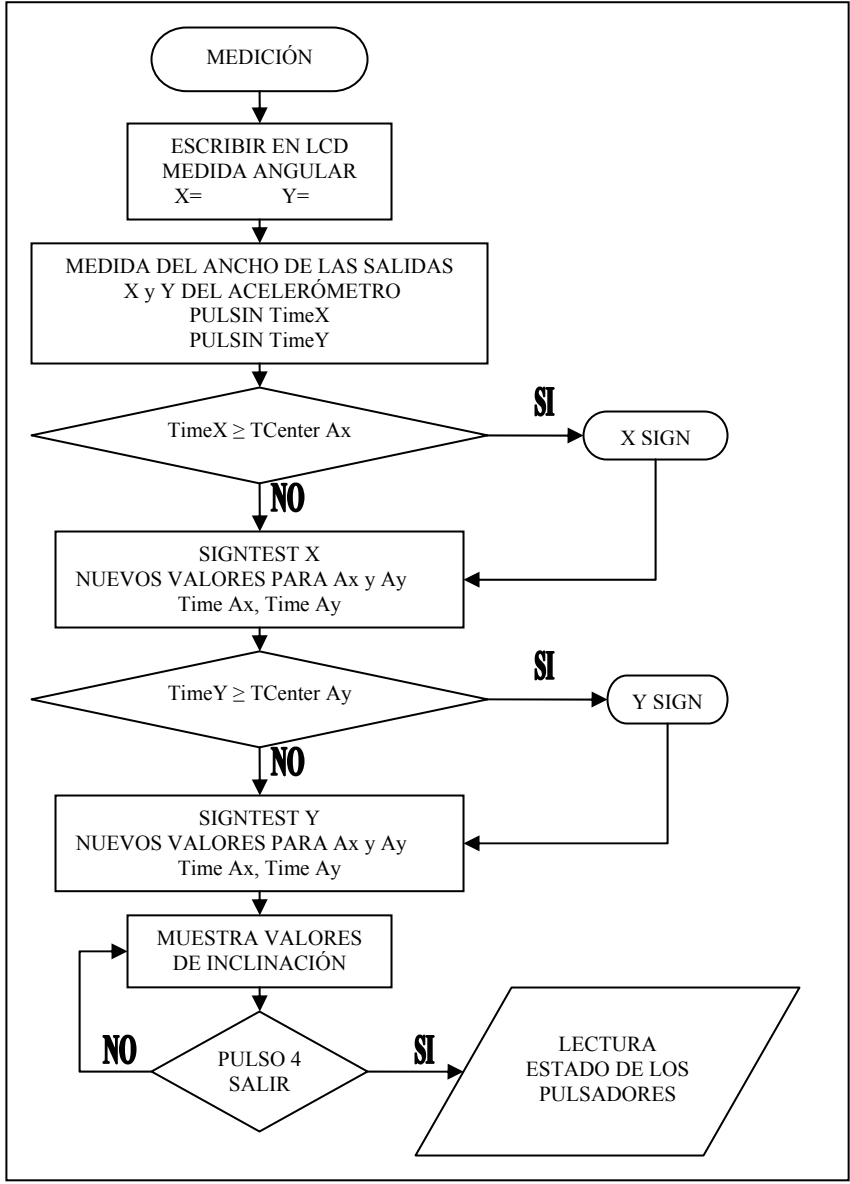 MEDICIÓN
ESCRIBIR EN LCD
MEDIDA ANGULAR
X= Y=
MEDIDA DEL ANCHO DE LAS SALIDAS
X y Y DEL ACELERÓMETRO
PULSIN TimeX
PULSIN TimeY
TimeX ≥ TCenter Ax
SI
X SIGN
NO
SIGNTEST X
NUEVOS VALORES PARA Ax y Ay
Time Ax, Time Ay
TimeY ≥ TCenter Ay
SI
Y SIGN
NO
SIGNTEST Y
NUEVOS VALORES PARA Ax y Ay
Time Ax, Time Ay
MUESTRA VALORES
DE INCLINACIÓN
NO
PULSO 4
SALIR
SI
LECTURA
ESTADO DE LOS
PULSADORES